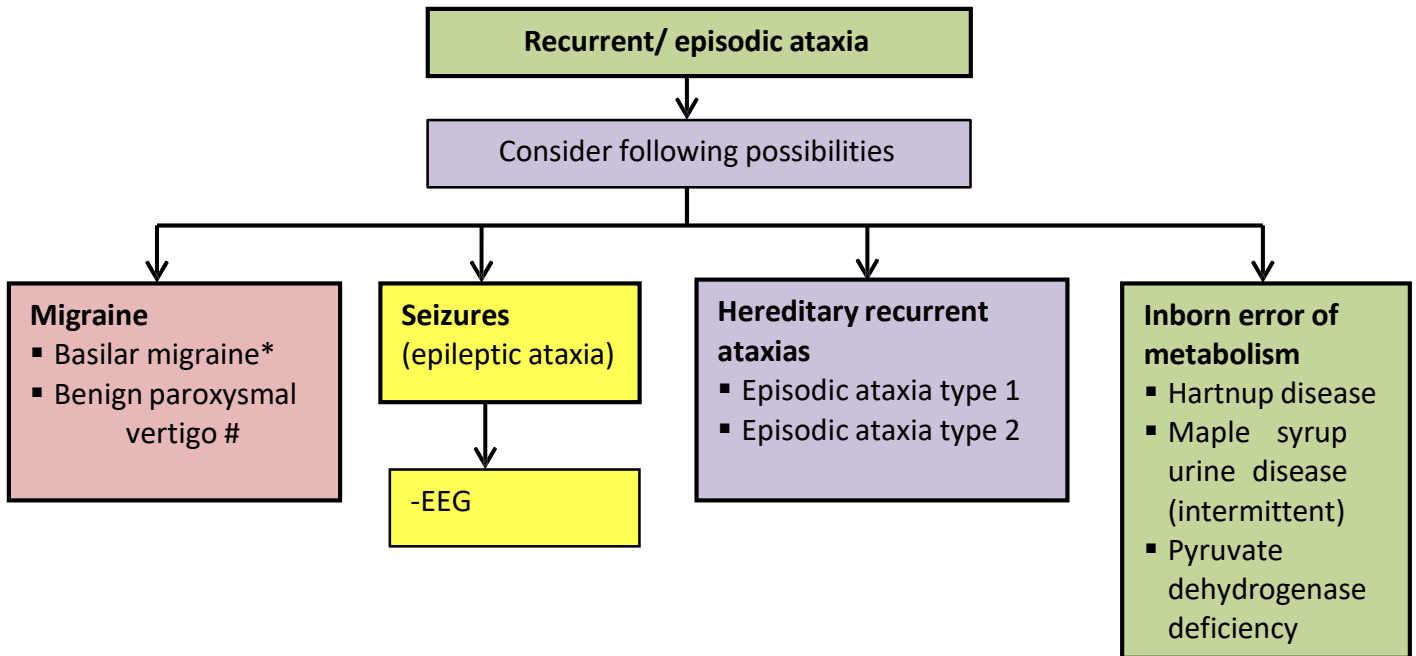 Recurrent/ episodic ataxia
Consider following possibilities
Migraine
▪ Basilar migraine*
▪ Benign paroxysmal
vertigo #
Seizures
(epileptic ataxia)
-EEG
Hereditary recurrent
ataxias
▪ Episodic ataxia type 1
▪ Episodic ataxia type 2
Inborn error of
metabolism
▪ Hartnup disease
▪ Maple syrup
urine disease
(intermittent)
▪ Pyruvate
dehydrogenase
deficiency